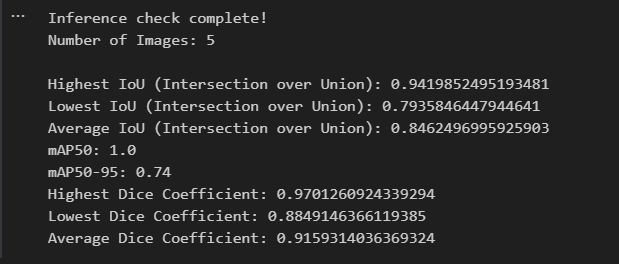 ...
Inference check complete!
Number of Images: 5
Highest IoU (Intersection over Union): 0.9419852495193481
Lowest IoU (Intersection over Union): 0.7935846447944641
Average IoU (Intersection over Union): 0.8462496995925903
mAP50: 1.0
mAP50-95: 0.74
Highest Dice Coefficient: 0.9701260924339294
Lowest Dice Coefficient: 0.8849146366119385
Average Dice Coefficient: 0.9159314036369324